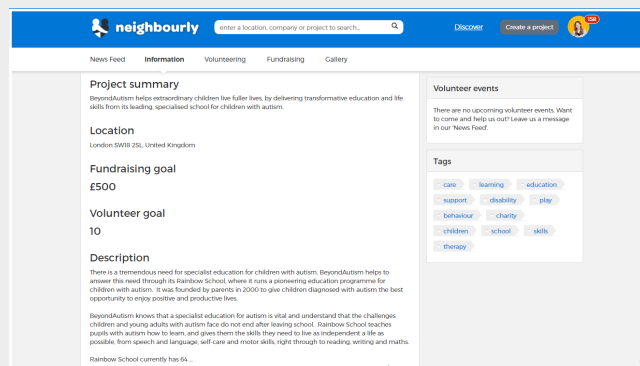 neighbourly
enter a location, company or project to search..
Discover
Create a project
158
News Feed
Information
Volunteering
Fundraising
Gallery
Project summary
BeyondAutism helps extraordinary children live fuller lives, by delivering transformative education and life
skills from its leading, specialised school for children with autism.
Location
London SW18 2SL, United Kingdom
Fundraising goal
£500
Volunteer goal
10
Description
There is a tremendous need for specialist education for children with autism. BeyondAutism helps to
answer this need through its Rainbow School, where it runs a pioneering education programme for
children with autism. It was founded by parents in 2000 to give children diagnosed with autism the best
opportunity to enjoy positive and productive lives.
BeyondAutism knows that a specialist education for autism is vital and understand that the challenges
children and young adults with autism face do not end after leaving school. Rainbow School teaches
pupils with autism how to learn, and gives them the skills they need to live as independent a life as
possible, from speech and language, self-care and motor skills, right through to reading, writing and maths.
Rainbow School currently has 64 ...
Volunteer events
There are no upcoming volunteer events. Want
to come and help us out? Leave us a message
in our 'News Feed'.
Tags
care
learning
education
support
disability
play
behaviour
charity
children
school
skills
therapy